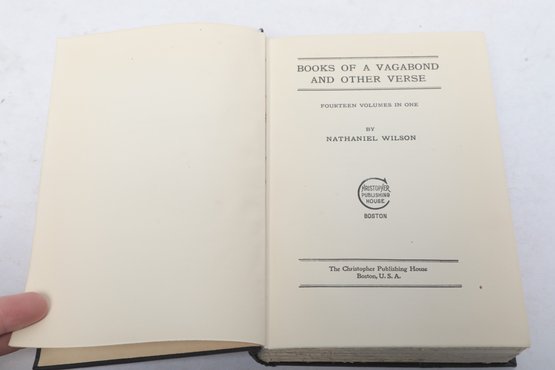 BOOKS OF A VAGABOND
AND OTHER VERSE
FOURTEEN VOLUMES IN ONE
BY
NATHANIEL WILSON
CHRISTOPHER
PUBLISHING
HOUSE
BOSTON
The Christopher Publishing House
Boston, U. S. A.